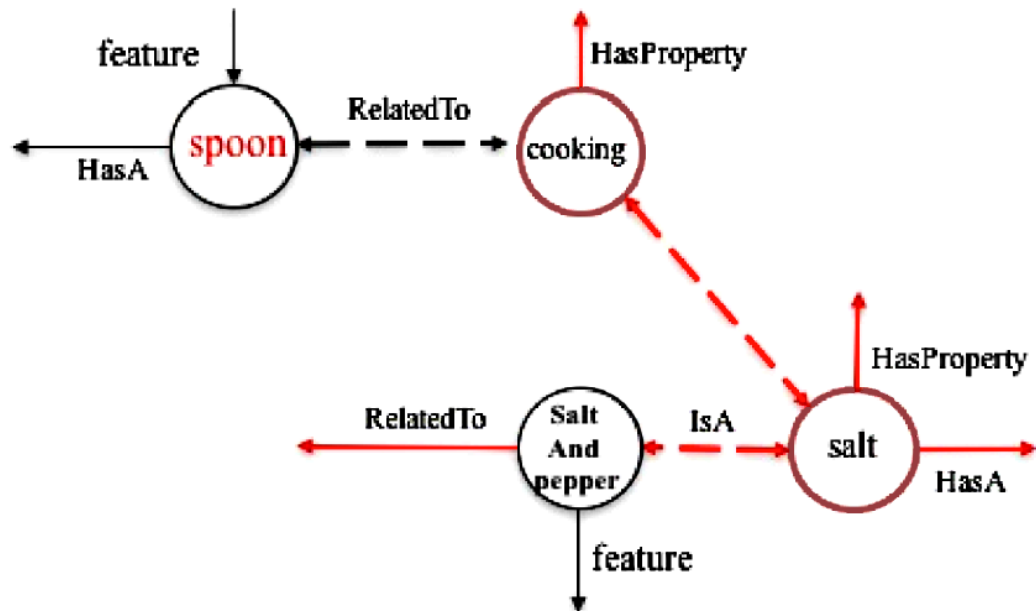 feature
HasProperty
RelatedTo
spoon
cooking
HasA
HasProperty
RelatedTo
Salt
And
pepper
IsA
salt
HasA
feature